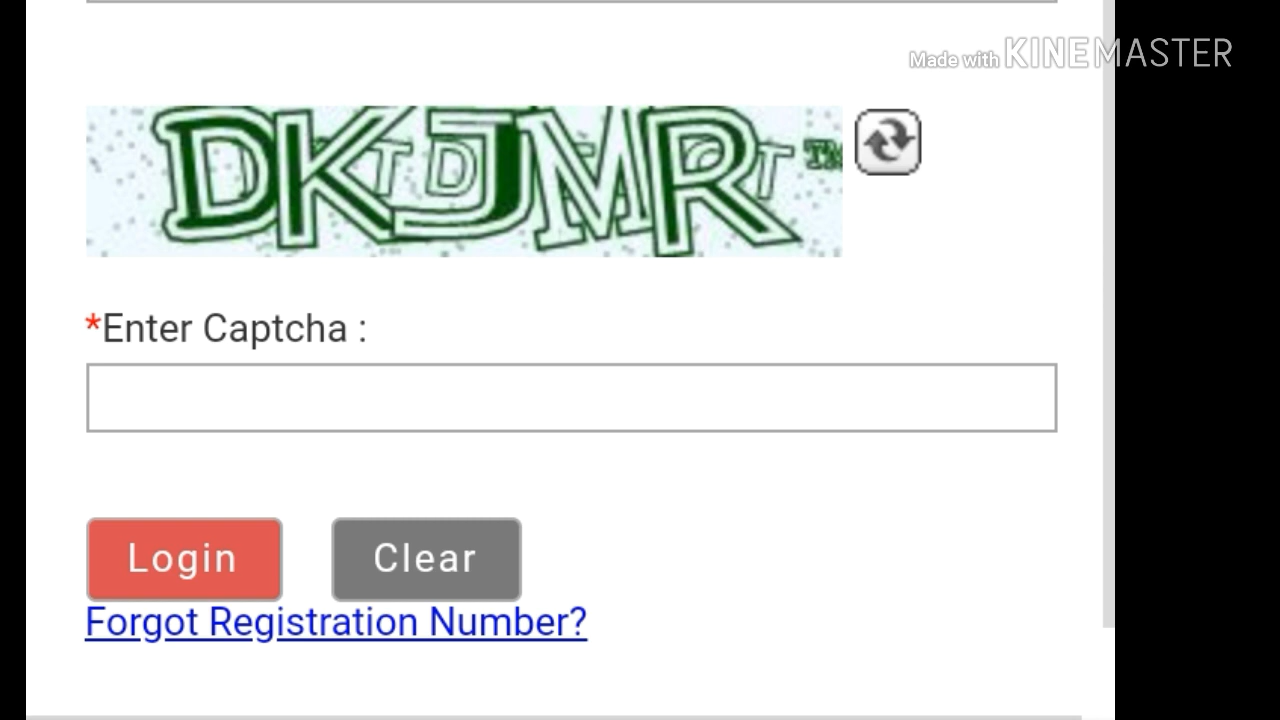 Made with KINEMASTER
DKJMR
*Enter Captcha :
Login Clear
Forgot Registration Number?